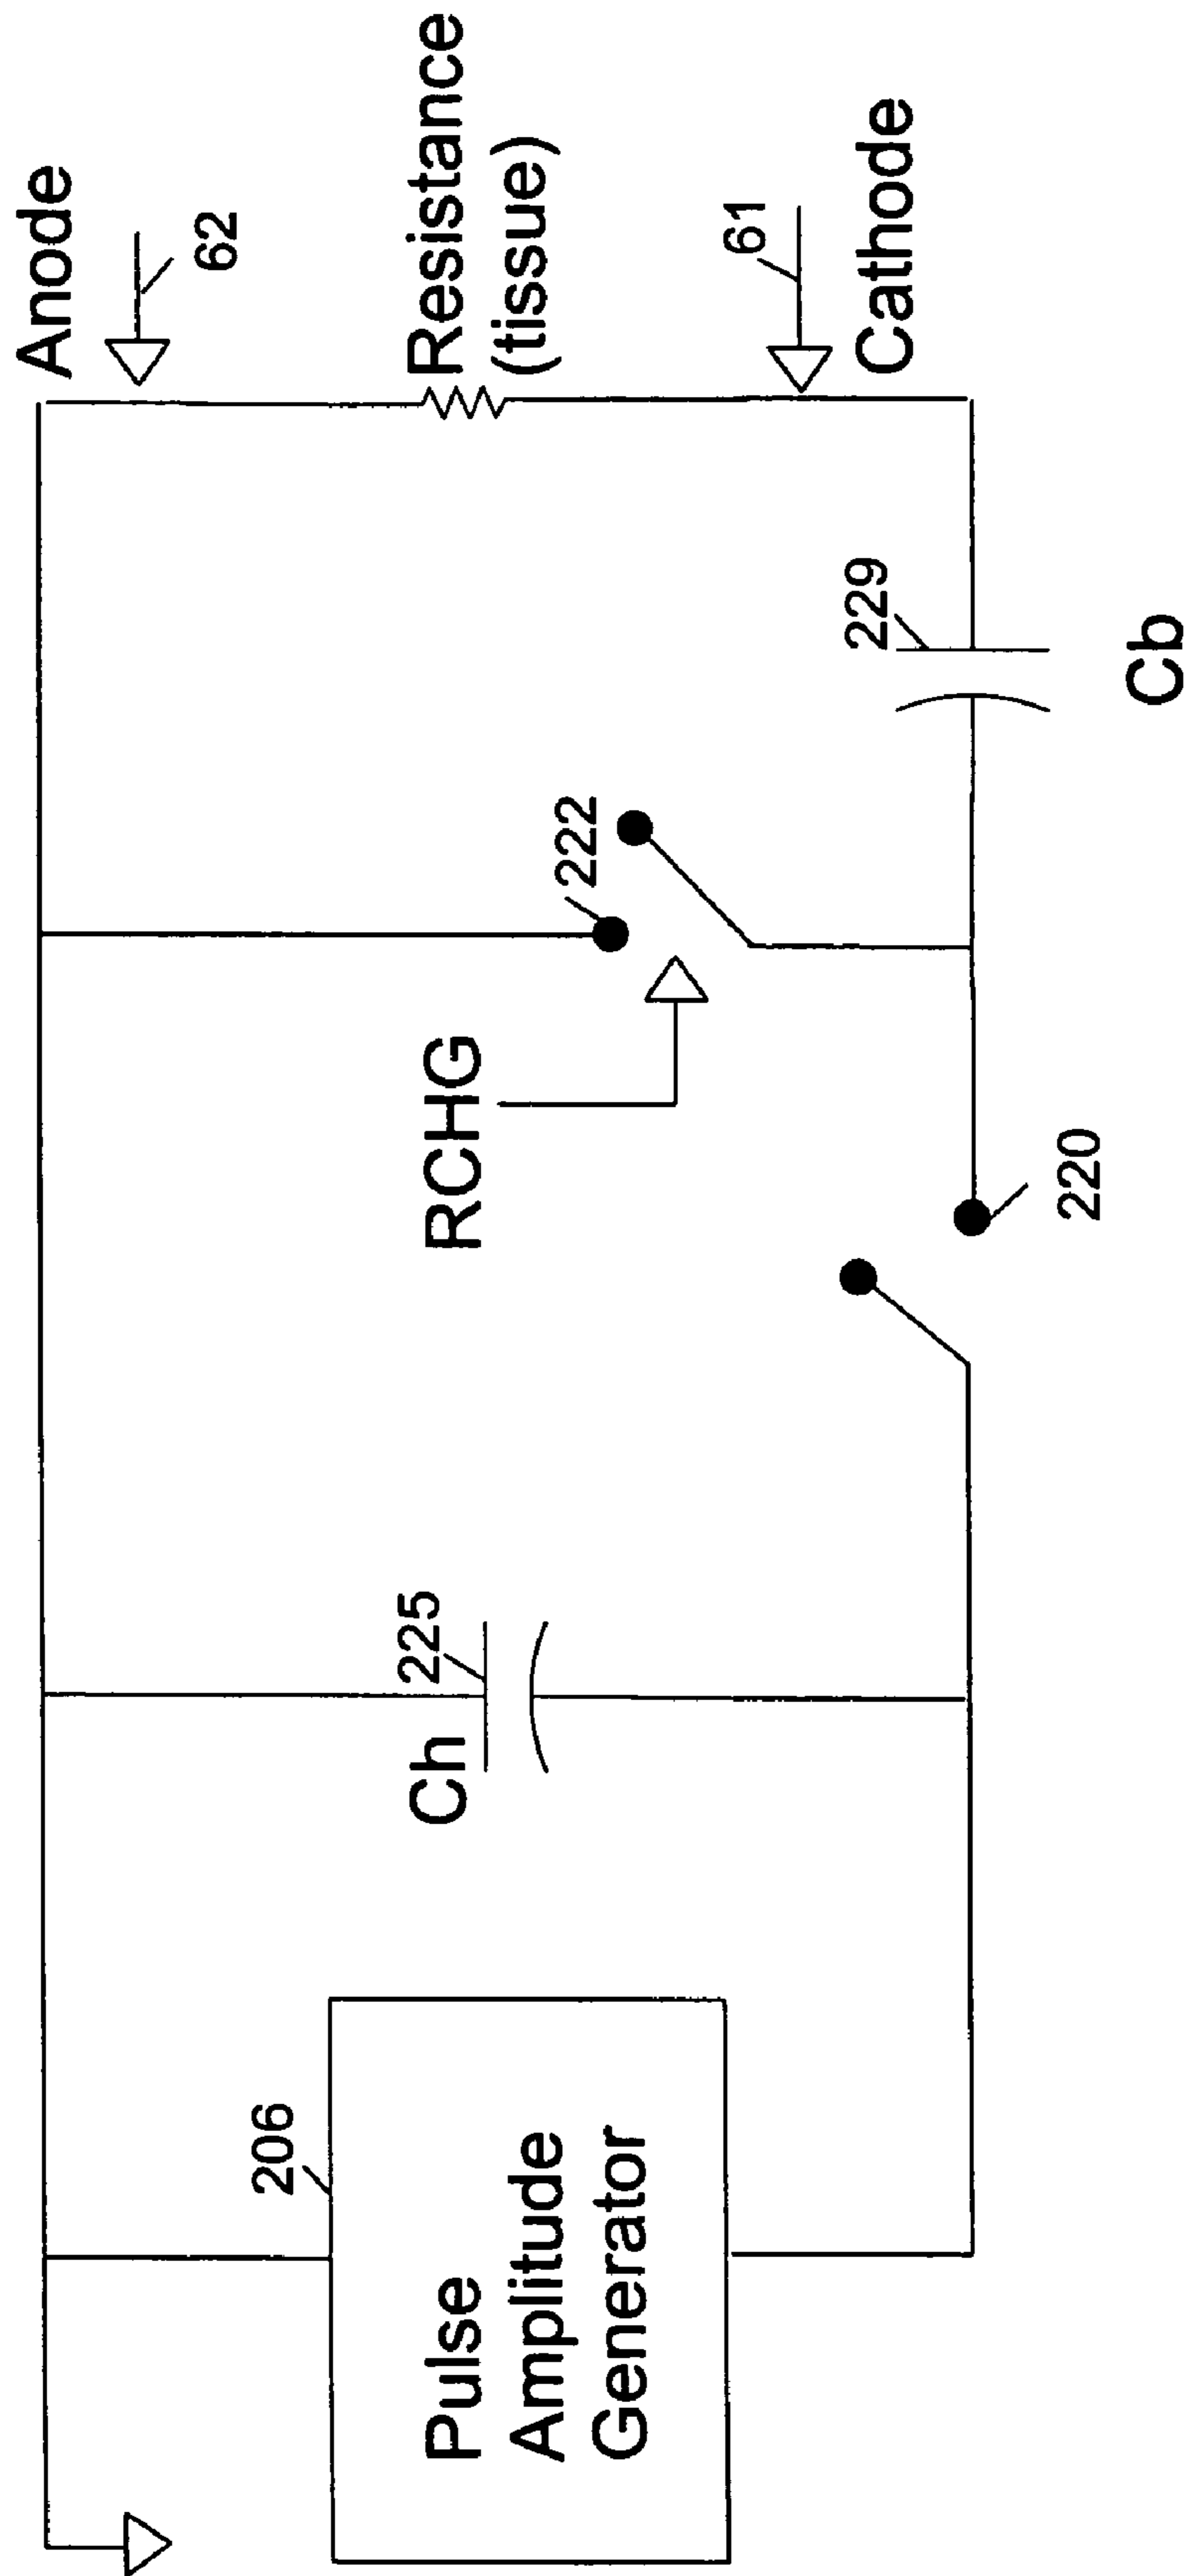 206
Pulse
Amplitude
Generator
Ch
225
RCHG
222
220
229
Cb
Anode
62
Resistance
(tissue)
61
Cathode